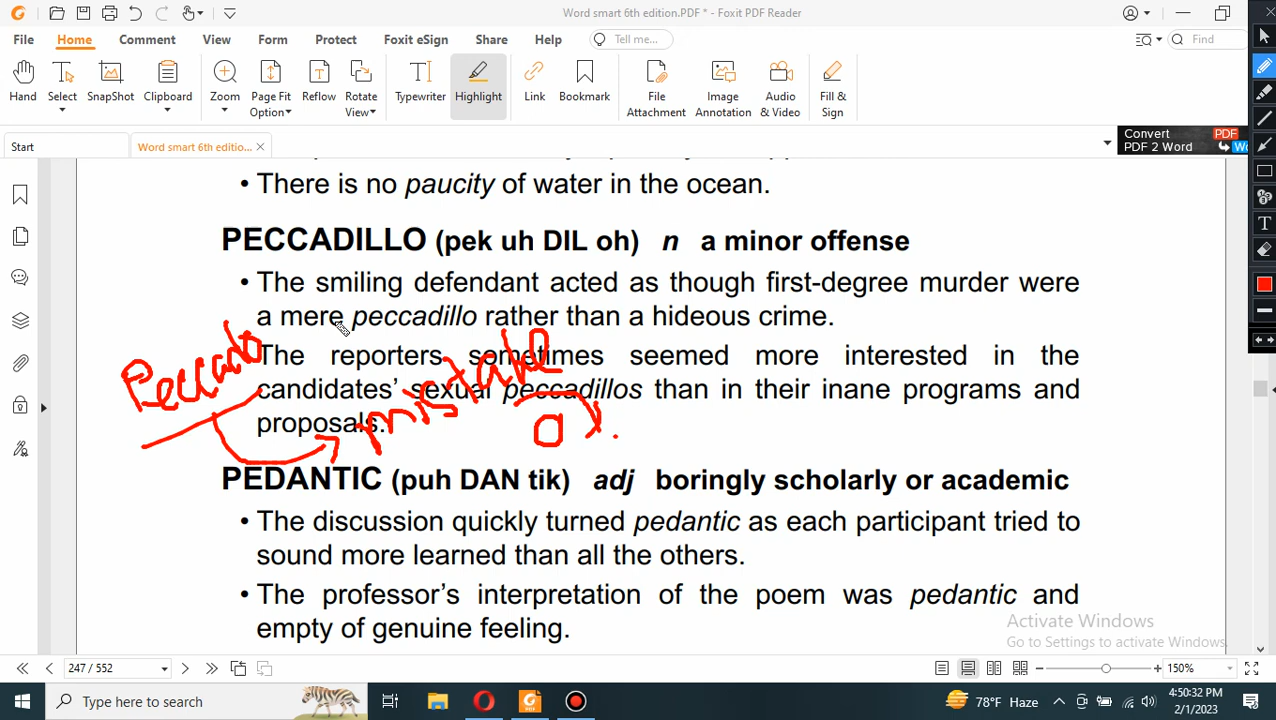 Word smart 6th edition.PDF * - Foxit PDF Reader
File Home Comment View Form Protect Foxit eSign Share Help Tell me... Find
Hand Select SnapShot Clipboard Zoom Page Fit Option Reflow Rotate View Typewriter Highlight Link Bookmark File Attachment Image Annotation Audio & Video Fill & Sign
Start Word smart 6th editio... Convert PDF
PDF 2 Word
• There is no paucity of water in the ocean.
PECCADILLO (pek uh DIL oh) n a minor offense
• The smiling defendant acted as though first-degree murder were
a mere peccadillo rather than a hideous crime.
The reporters sometimes seemed more interested in the
candidates' sexual peccadillos than in their inane programs and
proposals.
Peccado
mistake
PEDANTIC (puh DAN tik) adj boringly scholarly or academic
• The discussion quickly turned pedantic as each participant tried to
sound more learned than all the others.
• The professor's interpretation of the poem was pedantic and
empty of genuine feeling.
Activate Windows
Go to Settings to activate Windows.
247 / 552 150%
Type here to search 78°F Haze 4:50:32 PM
2/1/2023